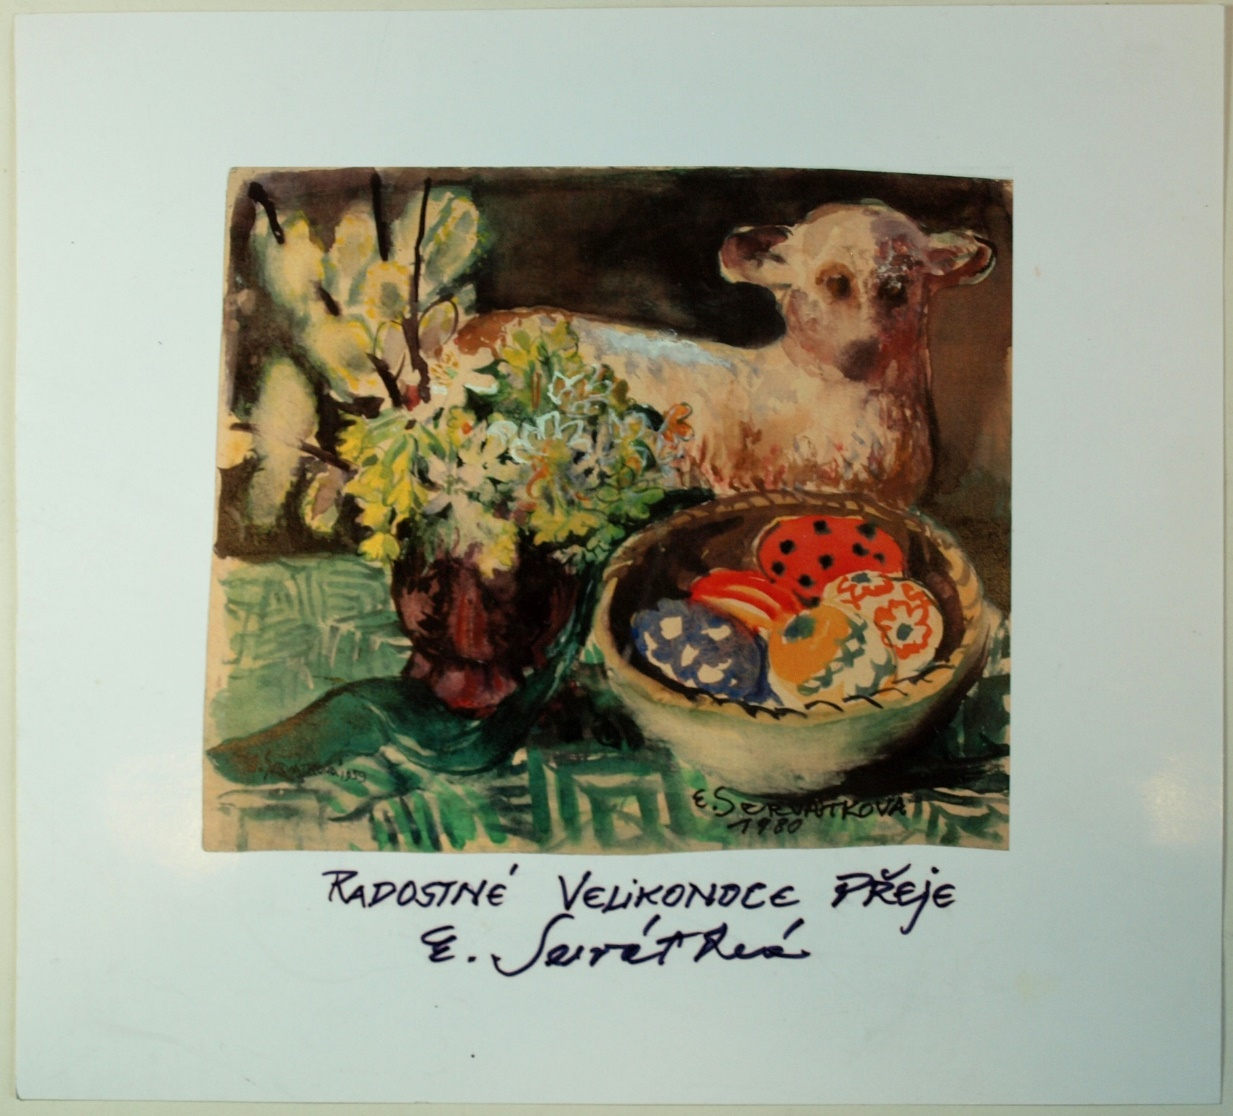 E. SERVÁTKOVÁ
1980
RADOSTNÉ VELIKONOCE PŘEJE
E. Servátková